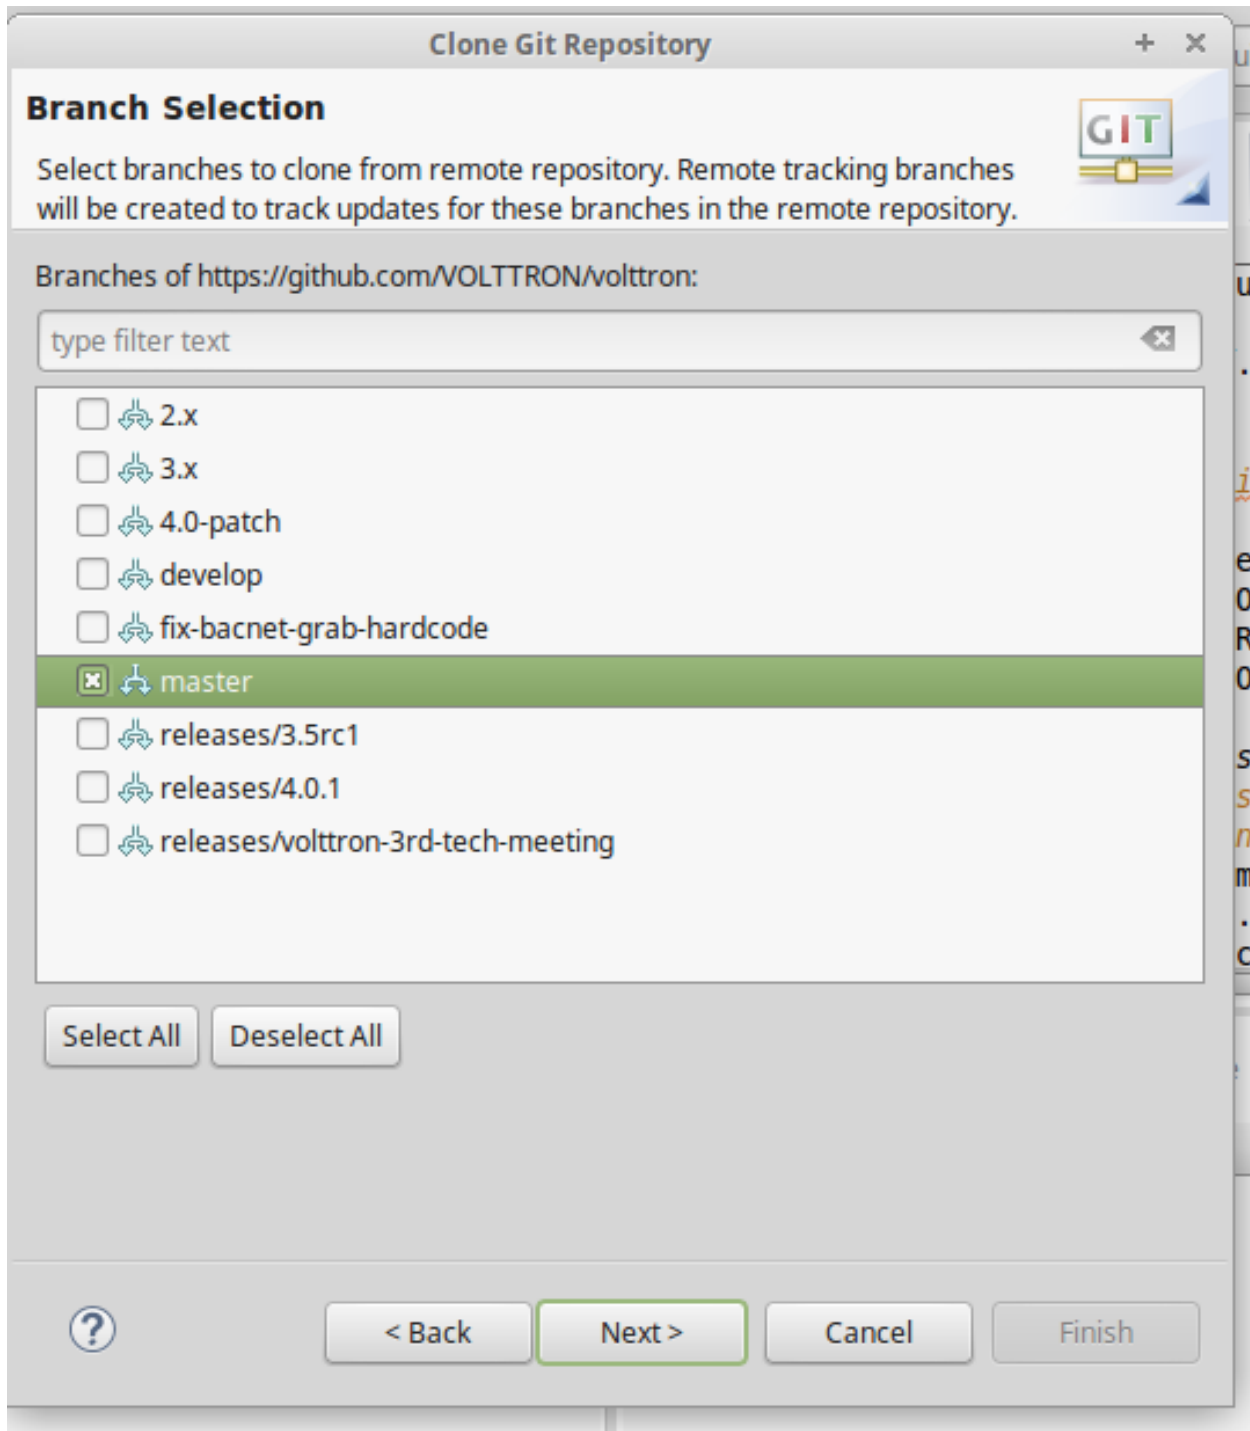 Clone Git Repository
Branch Selection
GIT
Select branches to clone from remote repository. Remote tracking branches
will be created to track updates for these branches in the remote repository.
Branches of https://github.com/VOLTTRON/volttron:
type filter text
2.x
3.x
4.0-patch
develop
fix-bacnet-grab-hardcode
master
releases/3.5rc1
releases/4.0.1
releases/volttron-3rd-tech-meeting
Select All
Deselect All
?
< Back
Next >
Cancel
Finish